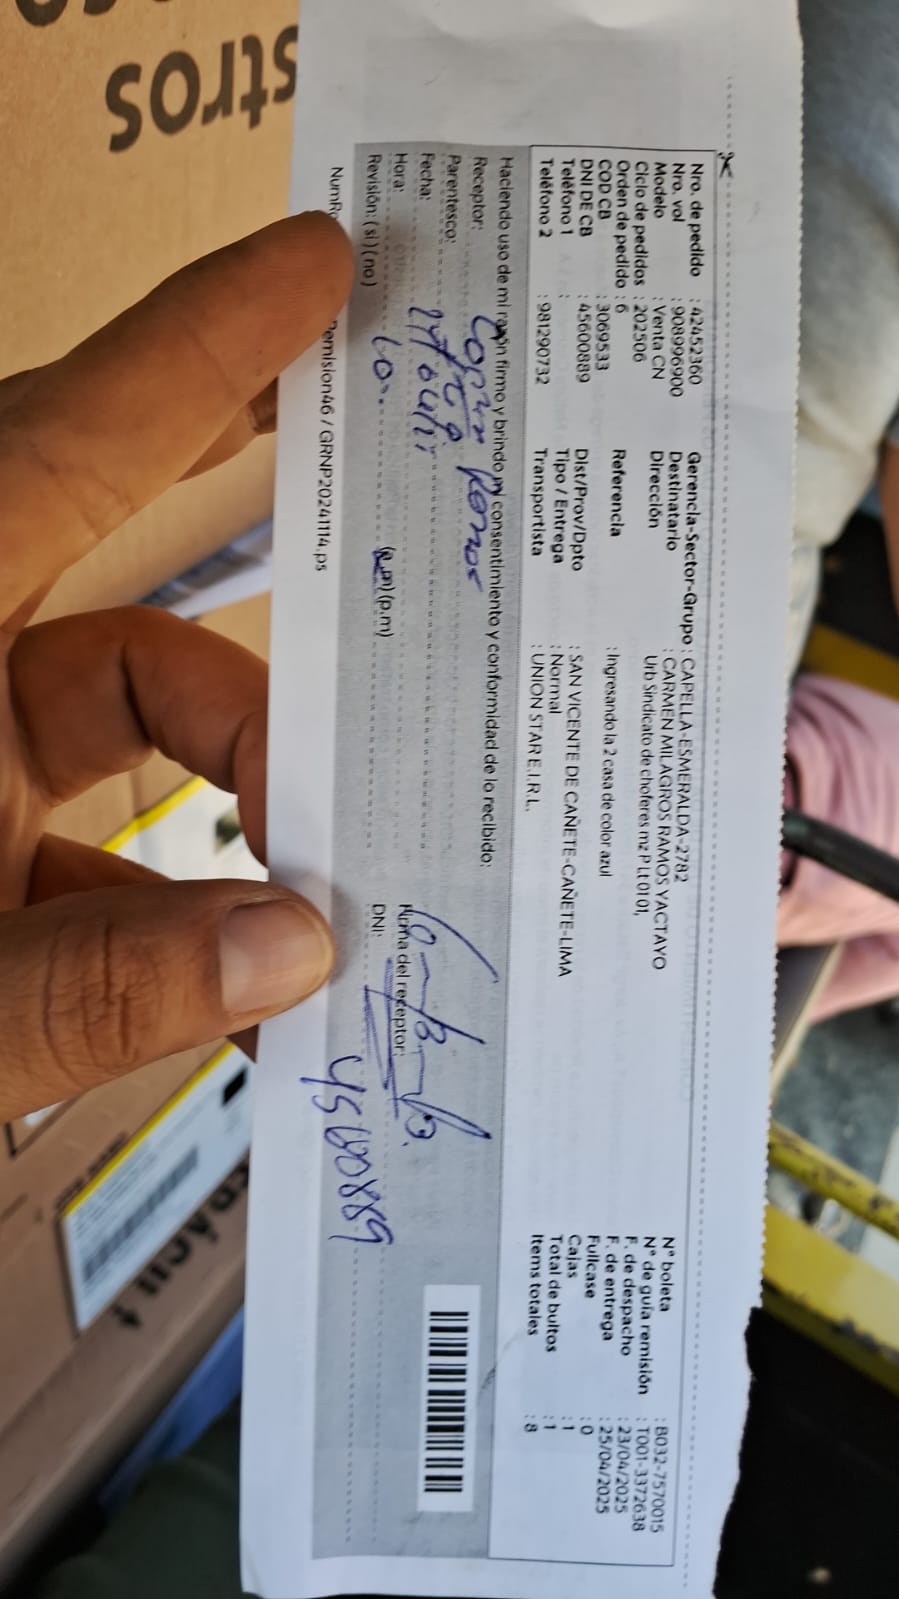 stros
Nro. de pedido : 42452360
Nro. vol : 908996900
Modelo : Venta CN
Ciclo de pedidos : 202506
Orden de pedido : 6
COD CB : 3069533
DNI DE CB : 45600889
Teléfono 1 :
Teléfono 2 : 981290732
Gerencia-Sector-Grupo : CAPELLA-ESMERALDA-2782
Destinatario : CARMEN MILAGROS RAMOS YACTAYO
Dirección Urb Sindicato de choferes mz P Lt 01 01,
Referencia : Ingresando la 2 casa de color azul
Dist/Prov/Dpto : SAN VICENTE DE CAÑETE-CAÑETE-LIMA
Tipo / Entrega : Normal
Transportista : UNION STAR E.I.R.L.
N° boleta : B032-7570015
N° de guía remisión : T001-3372638
F. de despacho : 23/04/2025
F. de entrega : 25/04/2025
Fullcase : 0
Cajas : 1
Total de bultos : 1
Items totales : 8
Haciendo uso de mi razón firmo y brindo mi consentimiento y conformidad de lo recibido:
Receptor: Ramos
Parentesco:
Fecha:
Hora: (a.m) (p.m)
Revisión: (si) (no)
Firma del receptor:
DNI: 45600889
Remision46 / GRNP20241114.ps